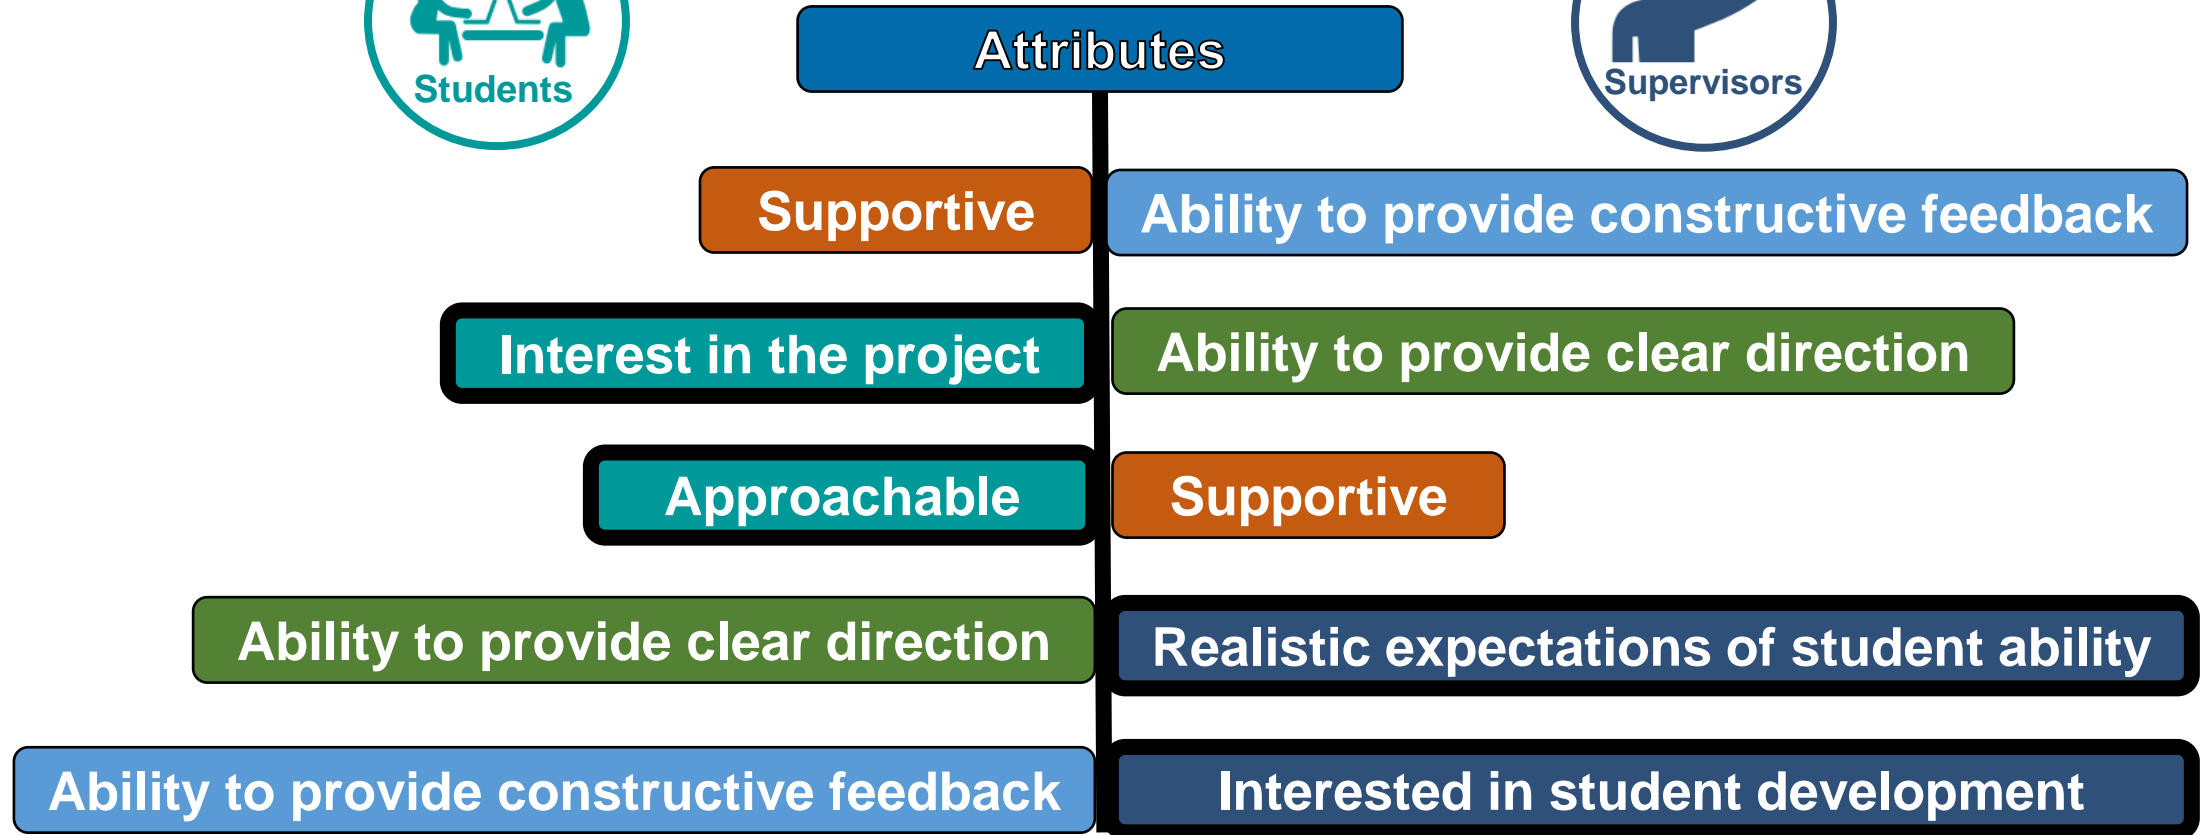 Students
Attributes
Supervisors
Supportive
Ability to provide constructive feedback
Interest in the project
Ability to provide clear direction
Approachable
Supportive
Ability to provide clear direction
Realistic expectations of student ability
Ability to provide constructive feedback
Interested in student development